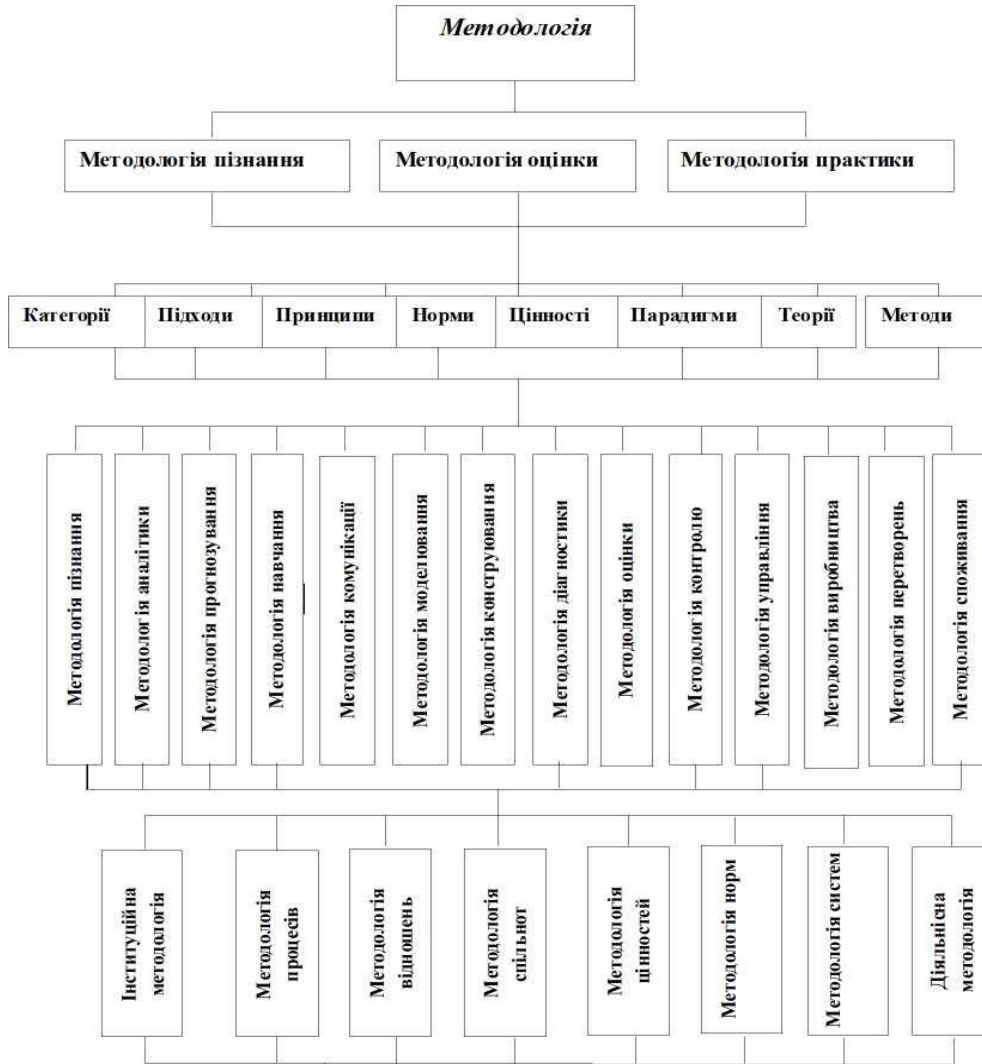 Методологія
Методологія пізнання
Методологія оцінки
Методологія практики
Категорії
Підходи
Принципи
Норми
Цінності
Парадигми
Теорії
Методи
Методологія пізнання
Методологія аналітики
Методологія прогнозування
Методологія навчання
Методологія комунікації
Методологія моделювання
Методологія конструювання
Методологія діагностики
Методологія оцінки
Методологія контролю
Методологія управління
Методологія виробництва
Методологія перетворень
Методологія споживання
Інституційна
методологія
Методологія
процесів
Методологія
відношень
Методологія
спільнот
Методологія
цінностей
Методологія норм
Методологія систем
Діяльнісна
методологія